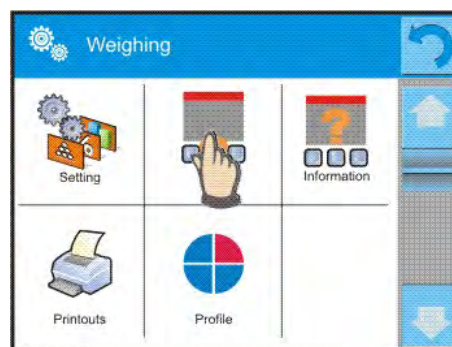 Weighing
Setting
Information
Printouts
Profile